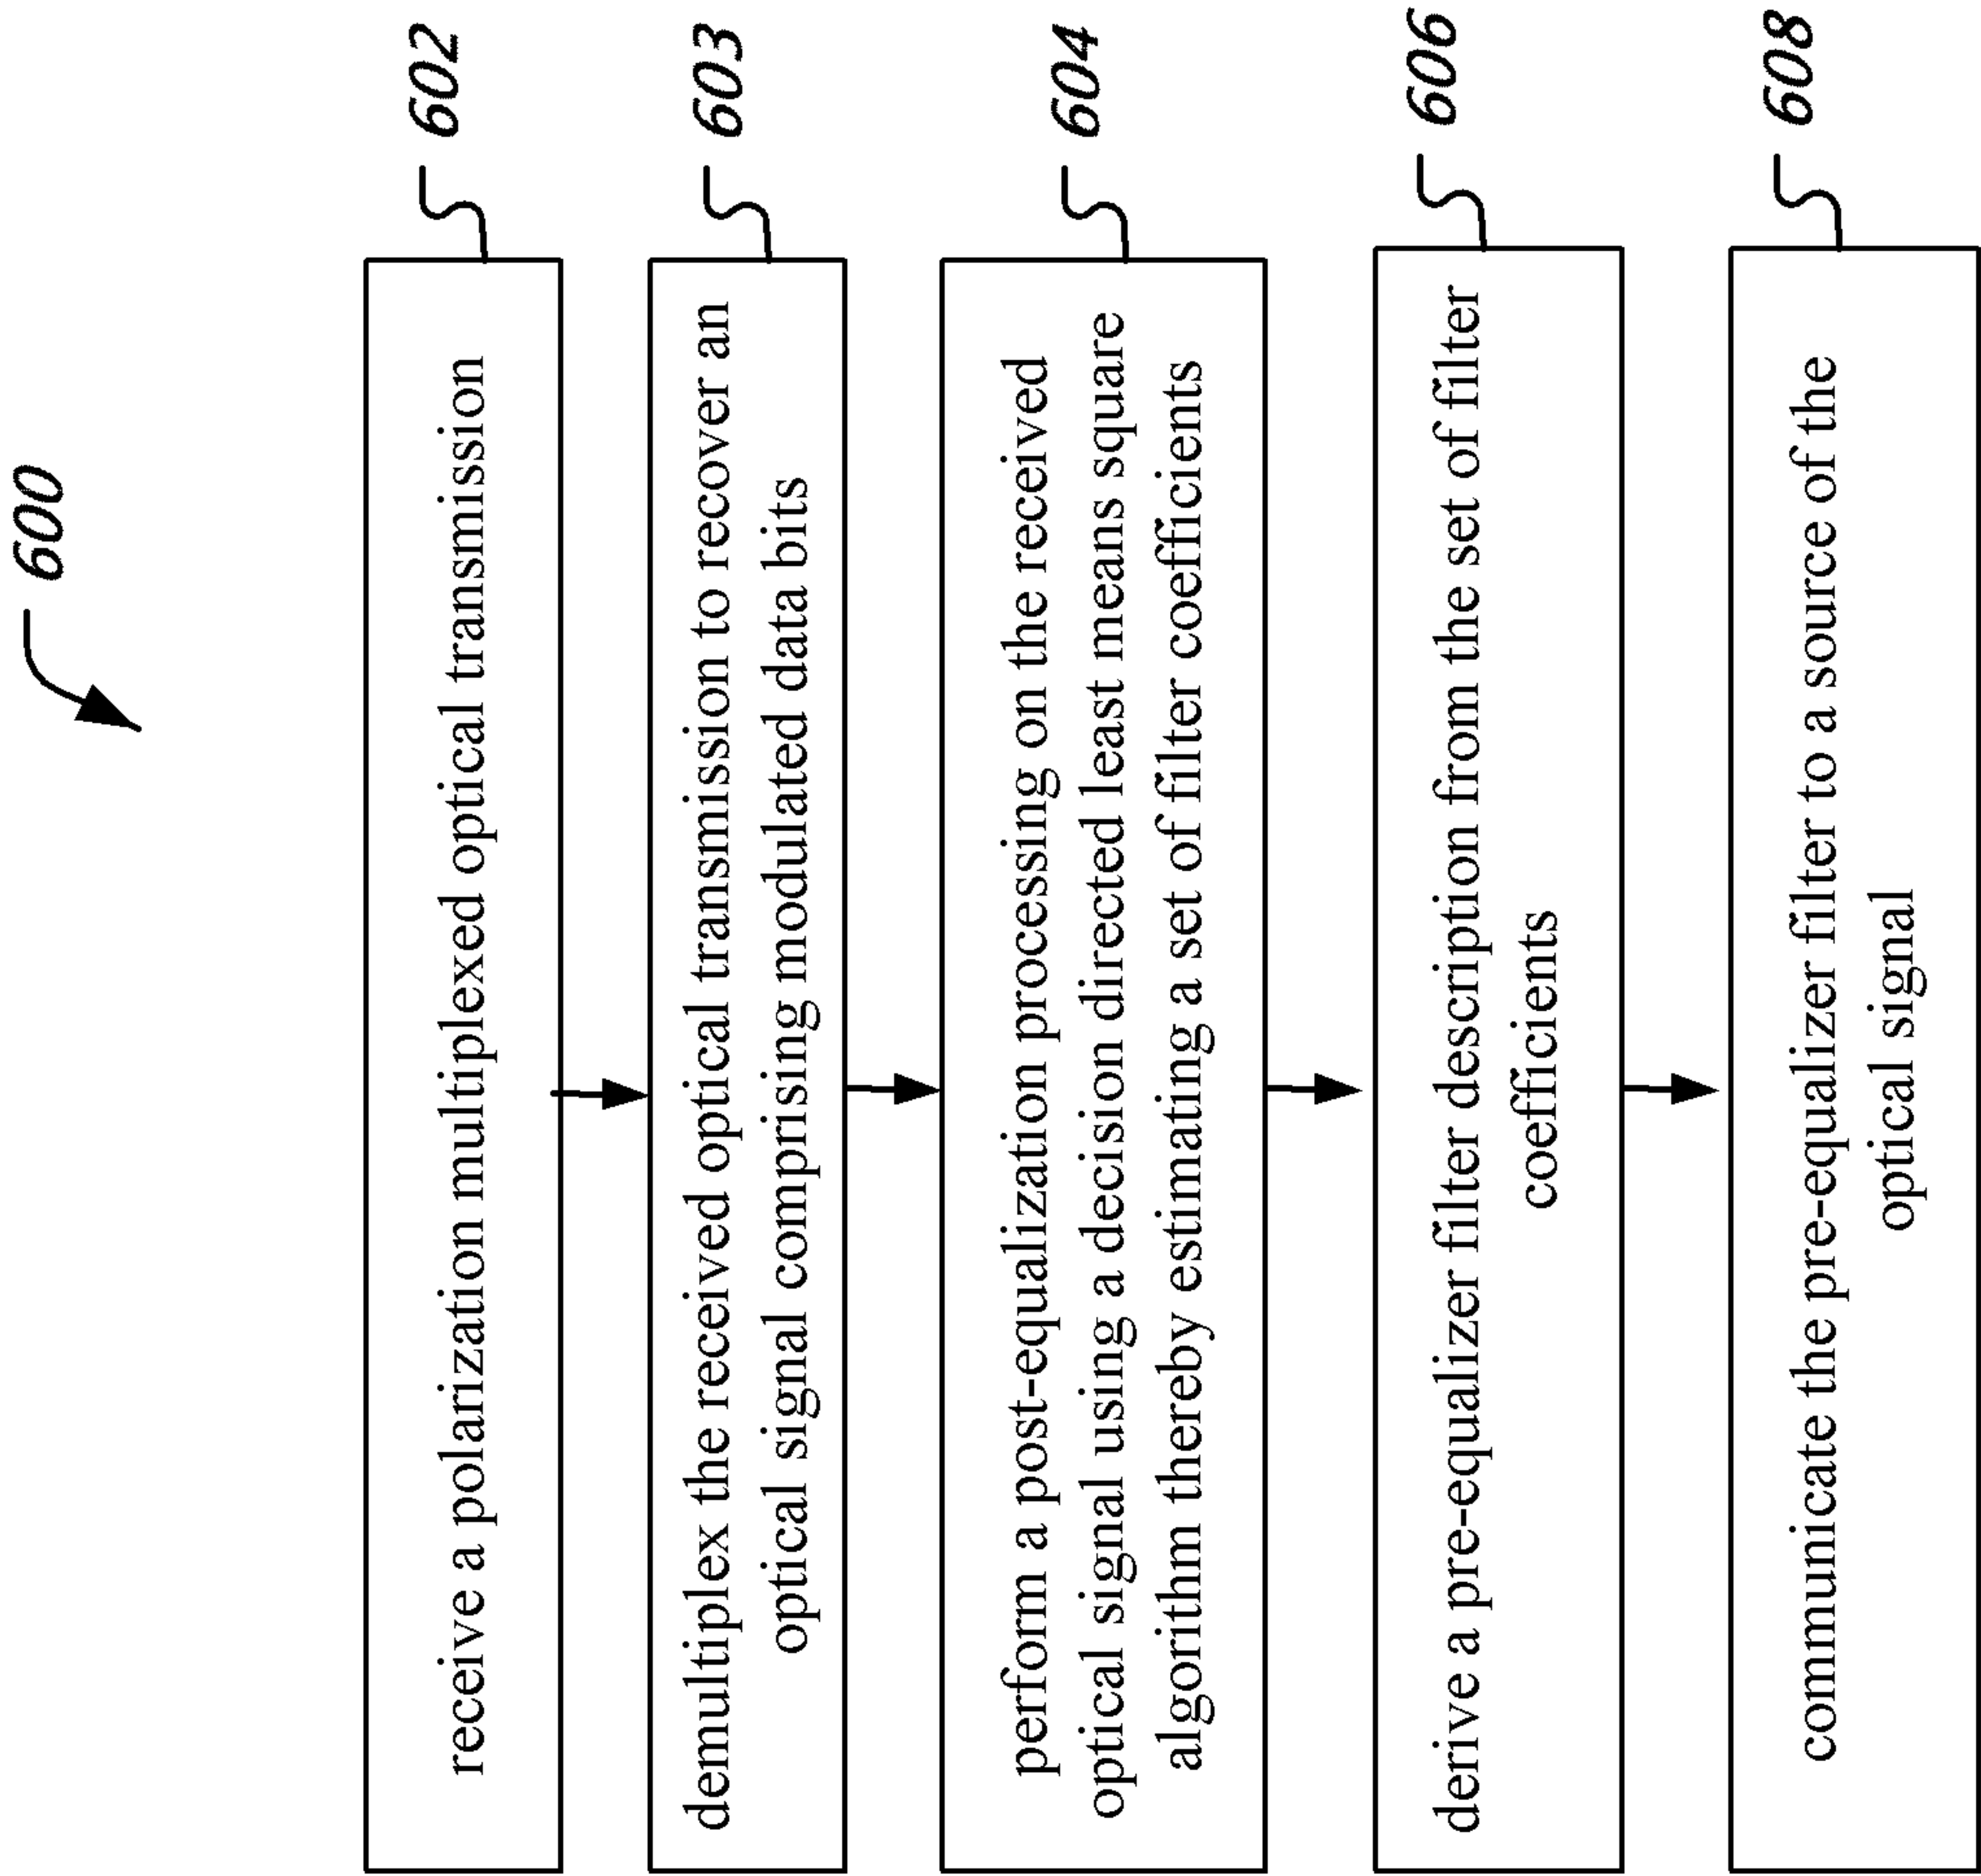 600
receive a polarization multiplexed optical transmission
602
demultiplex the received optical transmission to recover an
optical signal comprising modulated data bits
603
perform a post-equalization processing on the received
optical signal using a decision directed least means square
algorithm thereby estimating a set of filter coefficients
604
derive a pre-equalizer filter description from the set of filter
coefficients
606
communicate the pre-equalizer filter to a source of the
optical signal
608